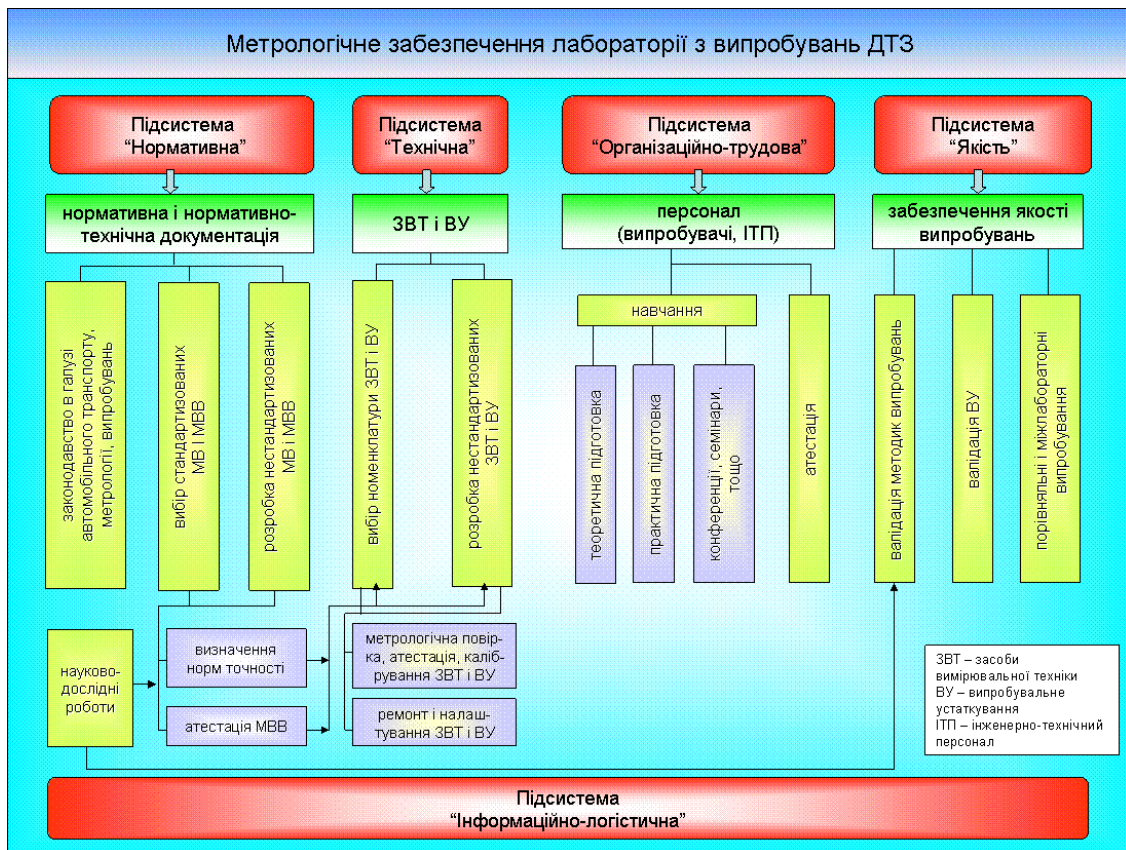 Метрологічне забезпечення лабораторії з випробувань ДТЗ
Підсистема
“Нормативна”
Підсистема
“Технічна”
Підсистема
“Організаційно-трудова”
Підсистема
“Якість”
нормативна і нормативно-
технічна документація
ЗВТ і ВУ
персонал
(випробувачі, ІТП)
забезпечення якості
випробувань
законодавство в галузі
автомобільного транспорту,
метрології, випробувань
вибір стандартизованих
МВ І МВВ
розробка нестандартизованих
МВ і МВВ
вибір номенклатури ЗВТ і ВУ
розробка нестандартизованих
ЗВТ і ВУ
навчання
теоретична підготовка
практична підготовка
конференції, семінари,
тощо
атестація
валідація методик випробувань
валідація ВУ
порівняльні і міжлабораторні
випробування
науково-
дослідні
роботи
визначення
норм точності
атестація МВВ
метрологічна повір-
ка, атестація, каліб-
рування ЗВТ і ВУ
ремонт і налаш-
тування ЗВТ і ВУ
ЗВТ – засоби
вимірювальної техніки
ВУ – випробувальне
устаткування
ІТП – інженерно-технічний
персонал
Підсистема
“Інформаційно-логістична”